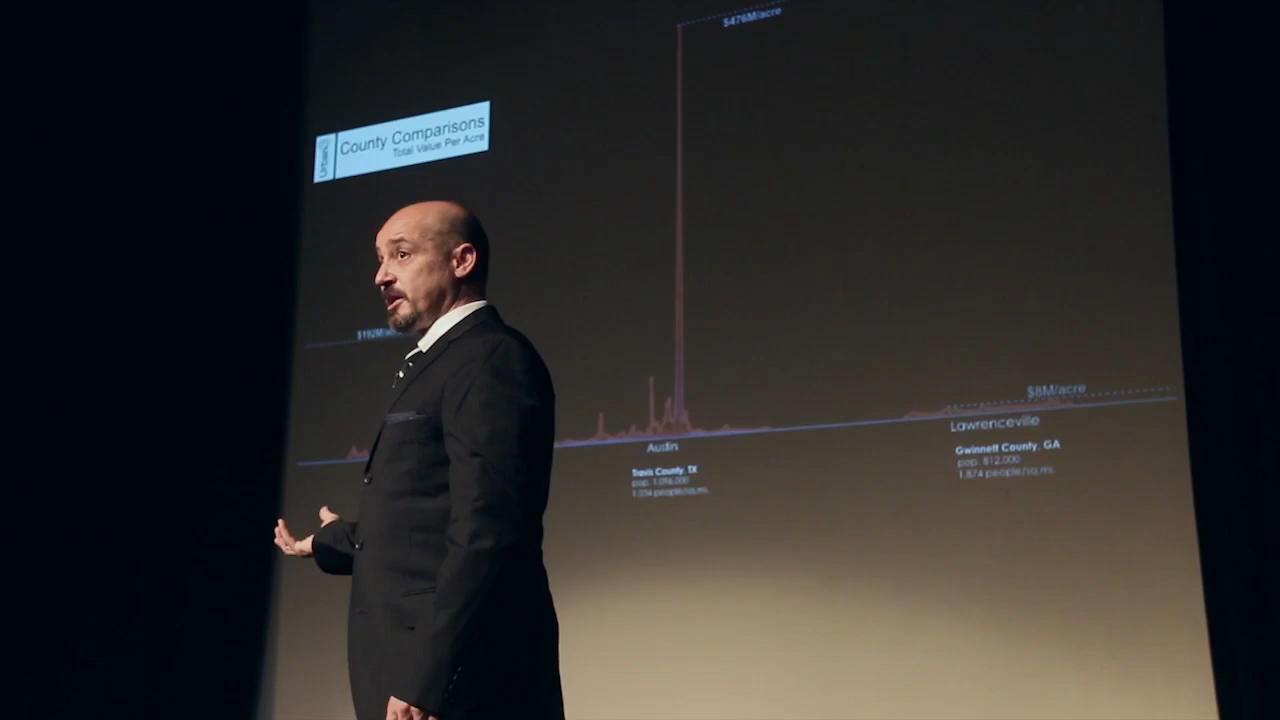 $476M/acre
Urban3
County Comparisons
Total Value Per Acre
$8M/acre
Austin
Travis County, TX
pop. 1,096,000
Lawrenceville
Gwinnett County, GA
pop. 812,000
1,874 people/sq.mi.